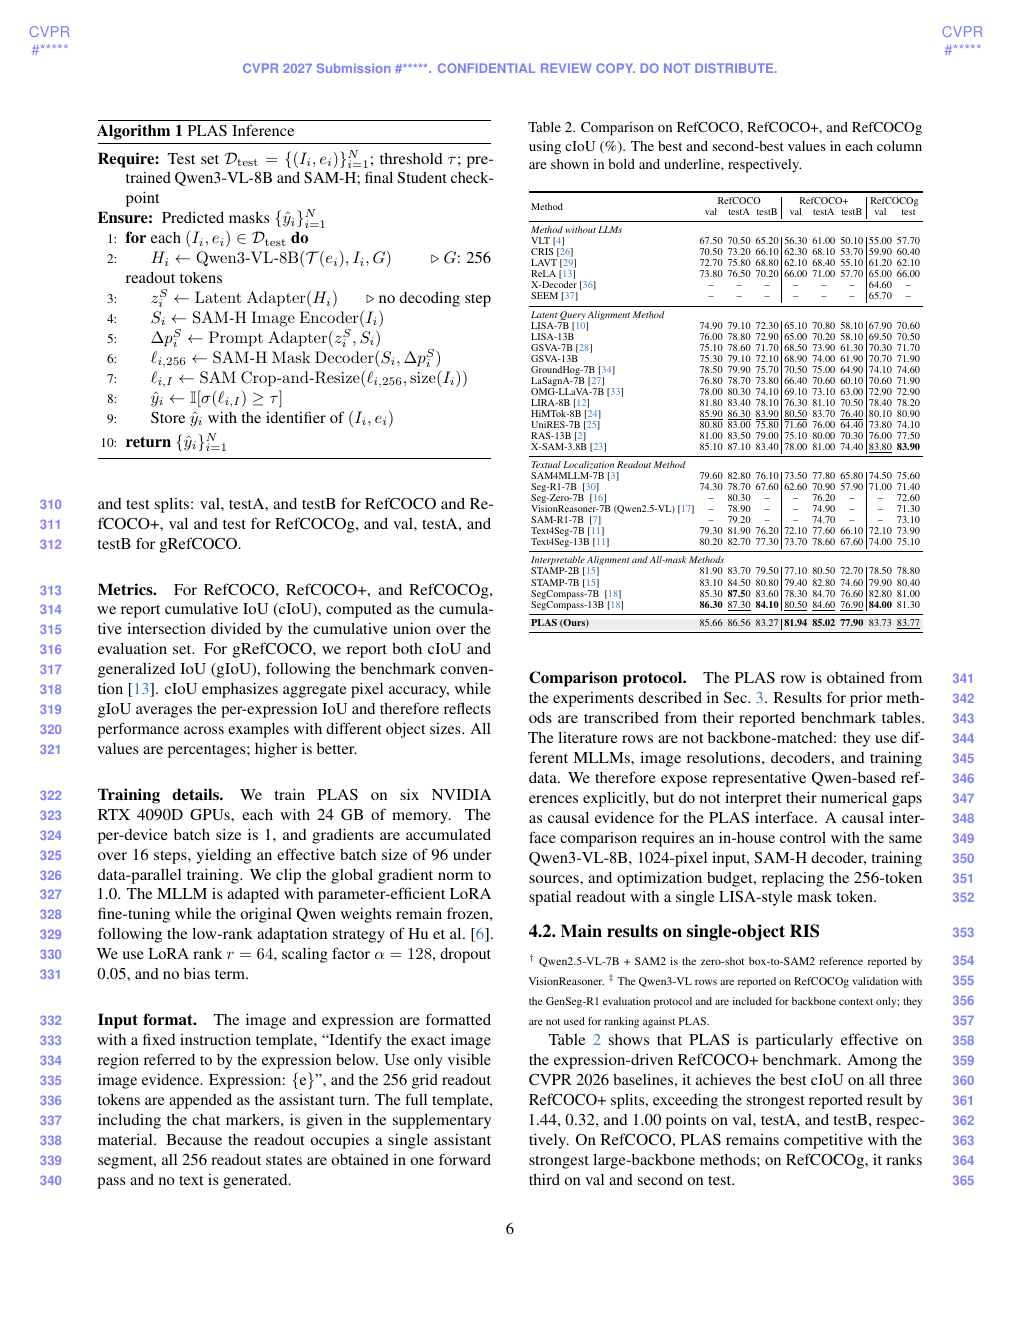 CVPR
#*****
CVPR
#*****
CVPR 2027 Submission #*****. CONFIDENTIAL REVIEW COPY. DO NOT DISTRIBUTE.
Algorithm 1 PLAS Inference
Require: Test set D_test = {(I_i, e_i)}_{i=1}^N; threshold τ; pre-
trained Qwen3-VL-8B and SAM-H; final Student check-
point
Ensure: Predicted masks {ŷ_i}_{i=1}^N
1: for each (I_i, e_i) ∈ D_test do
2: H_i ← Qwen3-VL-8B(T(e_i), I_i, G) ▷ G: 256
readout tokens
3: z_i^S ← Latent Adapter(H_i) ▷ no decoding step
4: S_i ← SAM-H Image Encoder(I_i)
5: Δp_i^S ← Prompt Adapter(z_i^S, S_i)
6: ℓ_{i,256} ← SAM-H Mask Decoder(S_i, Δp_i^S)
7: ℓ_{i,I} ← SAM Crop-and-Resize(ℓ_{i,256}, size(I_i))
8: ŷ_i ← 𝕀[σ(ℓ_{i,I}) ≥ τ]
9: Store ŷ_i with the identifier of (I_i, e_i)
10: return {ŷ_i}_{i=1}^N
310 and test splits: val, testA, and testB for RefCOCO and Re-
311 fCOCO+, val and test for RefCOCOg, and val, testA, and
312 testB for gRefCOCO.
313 Metrics. For RefCOCO, RefCOCO+, and RefCOCOg,
314 we report cumulative IoU (cIoU), computed as the cumula-
315 tive intersection divided by the cumulative union over the
316 evaluation set. For gRefCOCO, we report both cIoU and
317 generalized IoU (gIoU), following the benchmark conven-
318 tion [13]. cIoU emphasizes aggregate pixel accuracy, while
319 gIoU averages the per-expression IoU and therefore reflects
320 performance across examples with different object sizes. All
321 values are percentages; higher is better.
322 Training details. We train PLAS on six NVIDIA
323 RTX 4090D GPUs, each with 24 GB of memory. The
324 per-device batch size is 1, and gradients are accumulated
325 over 16 steps, yielding an effective batch size of 96 under
326 data-parallel training. We clip the global gradient norm to
327 1.0. The MLLM is adapted with parameter-efficient LoRA
328 fine-tuning while the original Qwen weights remain frozen,
329 following the low-rank adaptation strategy of Hu et al. [6].
330 We use LoRA rank r = 64, scaling factor α = 128, dropout
331 0.05, and no bias term.
332 Input format. The image and expression are formatted
333 with a fixed instruction template, “Identify the exact image
334 region referred to by the expression below. Use only visible
335 image evidence. Expression: {e}”, and the 256 grid readout
336 tokens are appended as the assistant turn. The full template,
337 including the chat markers, is given in the supplementary
338 material. Because the readout occupies a single assistant
339 segment, all 256 readout states are obtained in one forward
340 pass and no text is generated.
Table 2. Comparison on RefCOCO, RefCOCO+, and RefCOCOg
using cIoU (%). The best and second-best values in each column
are shown in bold and underline, respectively.
Method RefCOCO RefCOCO+ RefCOCOg
val testA testB val testA testB val test
Method without LLMs
VLT [4] 67.50 70.50 65.20 56.30 61.00 50.10 55.00 57.70
CRIS [26] 70.50 73.20 66.10 62.30 68.10 53.70 59.90 60.40
LAVT [29] 72.70 75.80 68.80 62.10 68.40 55.10 61.20 62.10
ReLA [13] 73.80 76.50 70.20 66.00 71.00 57.70 65.00 66.00
X-Decoder [36] – – – – – – 64.60 –
SEEM [37] – – – – – – 65.70 –
Latent Query Alignment Method
LISA-7B [10] 74.90 79.10 72.30 65.10 70.80 58.10 67.90 70.60
LISA-13B 76.00 78.80 72.90 65.00 70.20 58.10 69.50 70.50
GSVA-7B [28] 75.10 78.60 71.70 68.50 73.90 61.30 70.30 71.70
GSVA-13B 75.30 79.10 72.10 68.90 74.00 61.90 70.70 71.90
GroundHog-7B [34] 78.50 79.90 75.70 70.50 75.00 64.90 74.10 74.60
LaSagnA-7B [27] 76.80 78.70 73.80 66.40 70.60 60.10 70.60 71.90
OMG-LLaVA-7B [33] 78.00 80.30 74.10 69.10 73.10 63.00 72.90 72.90
LIRA-8B [12] 81.80 83.40 78.10 76.30 81.10 70.50 78.40 78.20
HiMTok-8B [24] 85.90 86.30 83.90 80.50 83.70 76.40 80.10 80.90
UniRES-7B [25] 80.80 83.00 75.80 71.60 76.00 64.40 73.80 74.10
RAS-13B [2] 81.00 83.50 79.00 75.10 80.00 70.30 76.00 77.50
X-SAM-3.8B [23] 85.10 87.10 83.40 78.00 81.00 74.40 83.80 83.90
Textual Localization Readout Method
SAM4MLLM-7B [3] 79.60 82.80 76.10 73.50 77.80 65.80 74.50 75.60
Seg-R1-7B [30] 74.30 78.70 67.60 62.60 70.90 57.90 71.00 71.40
Seg-Zero-7B [16] – 80.30 – – 76.20 – – 72.60
VisionReasoner-7B (Qwen2.5-VL) [17] – 78.90 – – 74.90 – – 71.30
SAM-R1-7B [7] – 79.20 – – 74.70 – – 73.10
Text4Seg-7B [11] 79.30 81.90 76.20 72.10 77.60 66.10 72.10 73.90
Text4Seg-13B [11] 80.20 82.70 77.30 73.70 78.60 67.60 74.00 75.10
Interpretable Alignment and All-mask Methods
STAMP-2B [15] 81.90 83.70 79.50 77.10 80.50 72.70 78.50 78.80
STAMP-7B [15] 83.10 84.50 80.80 79.40 82.80 74.60 79.90 80.40
SegCompass-7B [18] 85.30 87.50 83.60 78.30 84.70 76.60 82.80 81.00
SegCompass-13B [18] 86.30 87.30 84.10 80.50 84.60 76.90 84.00 81.30
PLAS (Ours) 85.66 86.56 83.27 81.94 85.02 77.90 83.73 83.77
Comparison protocol. The PLAS row is obtained from 341
the experiments described in Sec. 3. Results for prior meth- 342
ods are transcribed from their reported benchmark tables. 343
The literature rows are not backbone-matched: they use dif- 344
ferent MLLMs, image resolutions, decoders, and training 345
data. We therefore expose representative Qwen-based ref- 346
erences explicitly, but do not interpret their numerical gaps 347
as causal evidence for the PLAS interface. A causal inter- 348
face comparison requires an in-house control with the same 349
Qwen3-VL-8B, 1024-pixel input, SAM-H decoder, training 350
sources, and optimization budget, replacing the 256-token 351
spatial readout with a single LISA-style mask token. 352
4.2. Main results on single-object RIS 353
† Qwen2.5-VL-7B + SAM2 is the zero-shot box-to-SAM2 reference reported by 354
VisionReasoner. ‡ The Qwen3-VL rows are reported on RefCOCOg validation with 355
the GenSeg-R1 evaluation protocol and are included for backbone context only; they 356
are not used for ranking against PLAS. 357
Table 2 shows that PLAS is particularly effective on 358
the expression-driven RefCOCO+ benchmark. Among the 359
CVPR 2026 baselines, it achieves the best cIoU on all three 360
RefCOCO+ splits, exceeding the strongest reported result by 361
1.44, 0.32, and 1.00 points on val, testA, and testB, respec- 362
tively. On RefCOCO, PLAS remains competitive with the 363
strongest large-backbone methods; on RefCOCOg, it ranks 364
third on val and second on test. 365
6